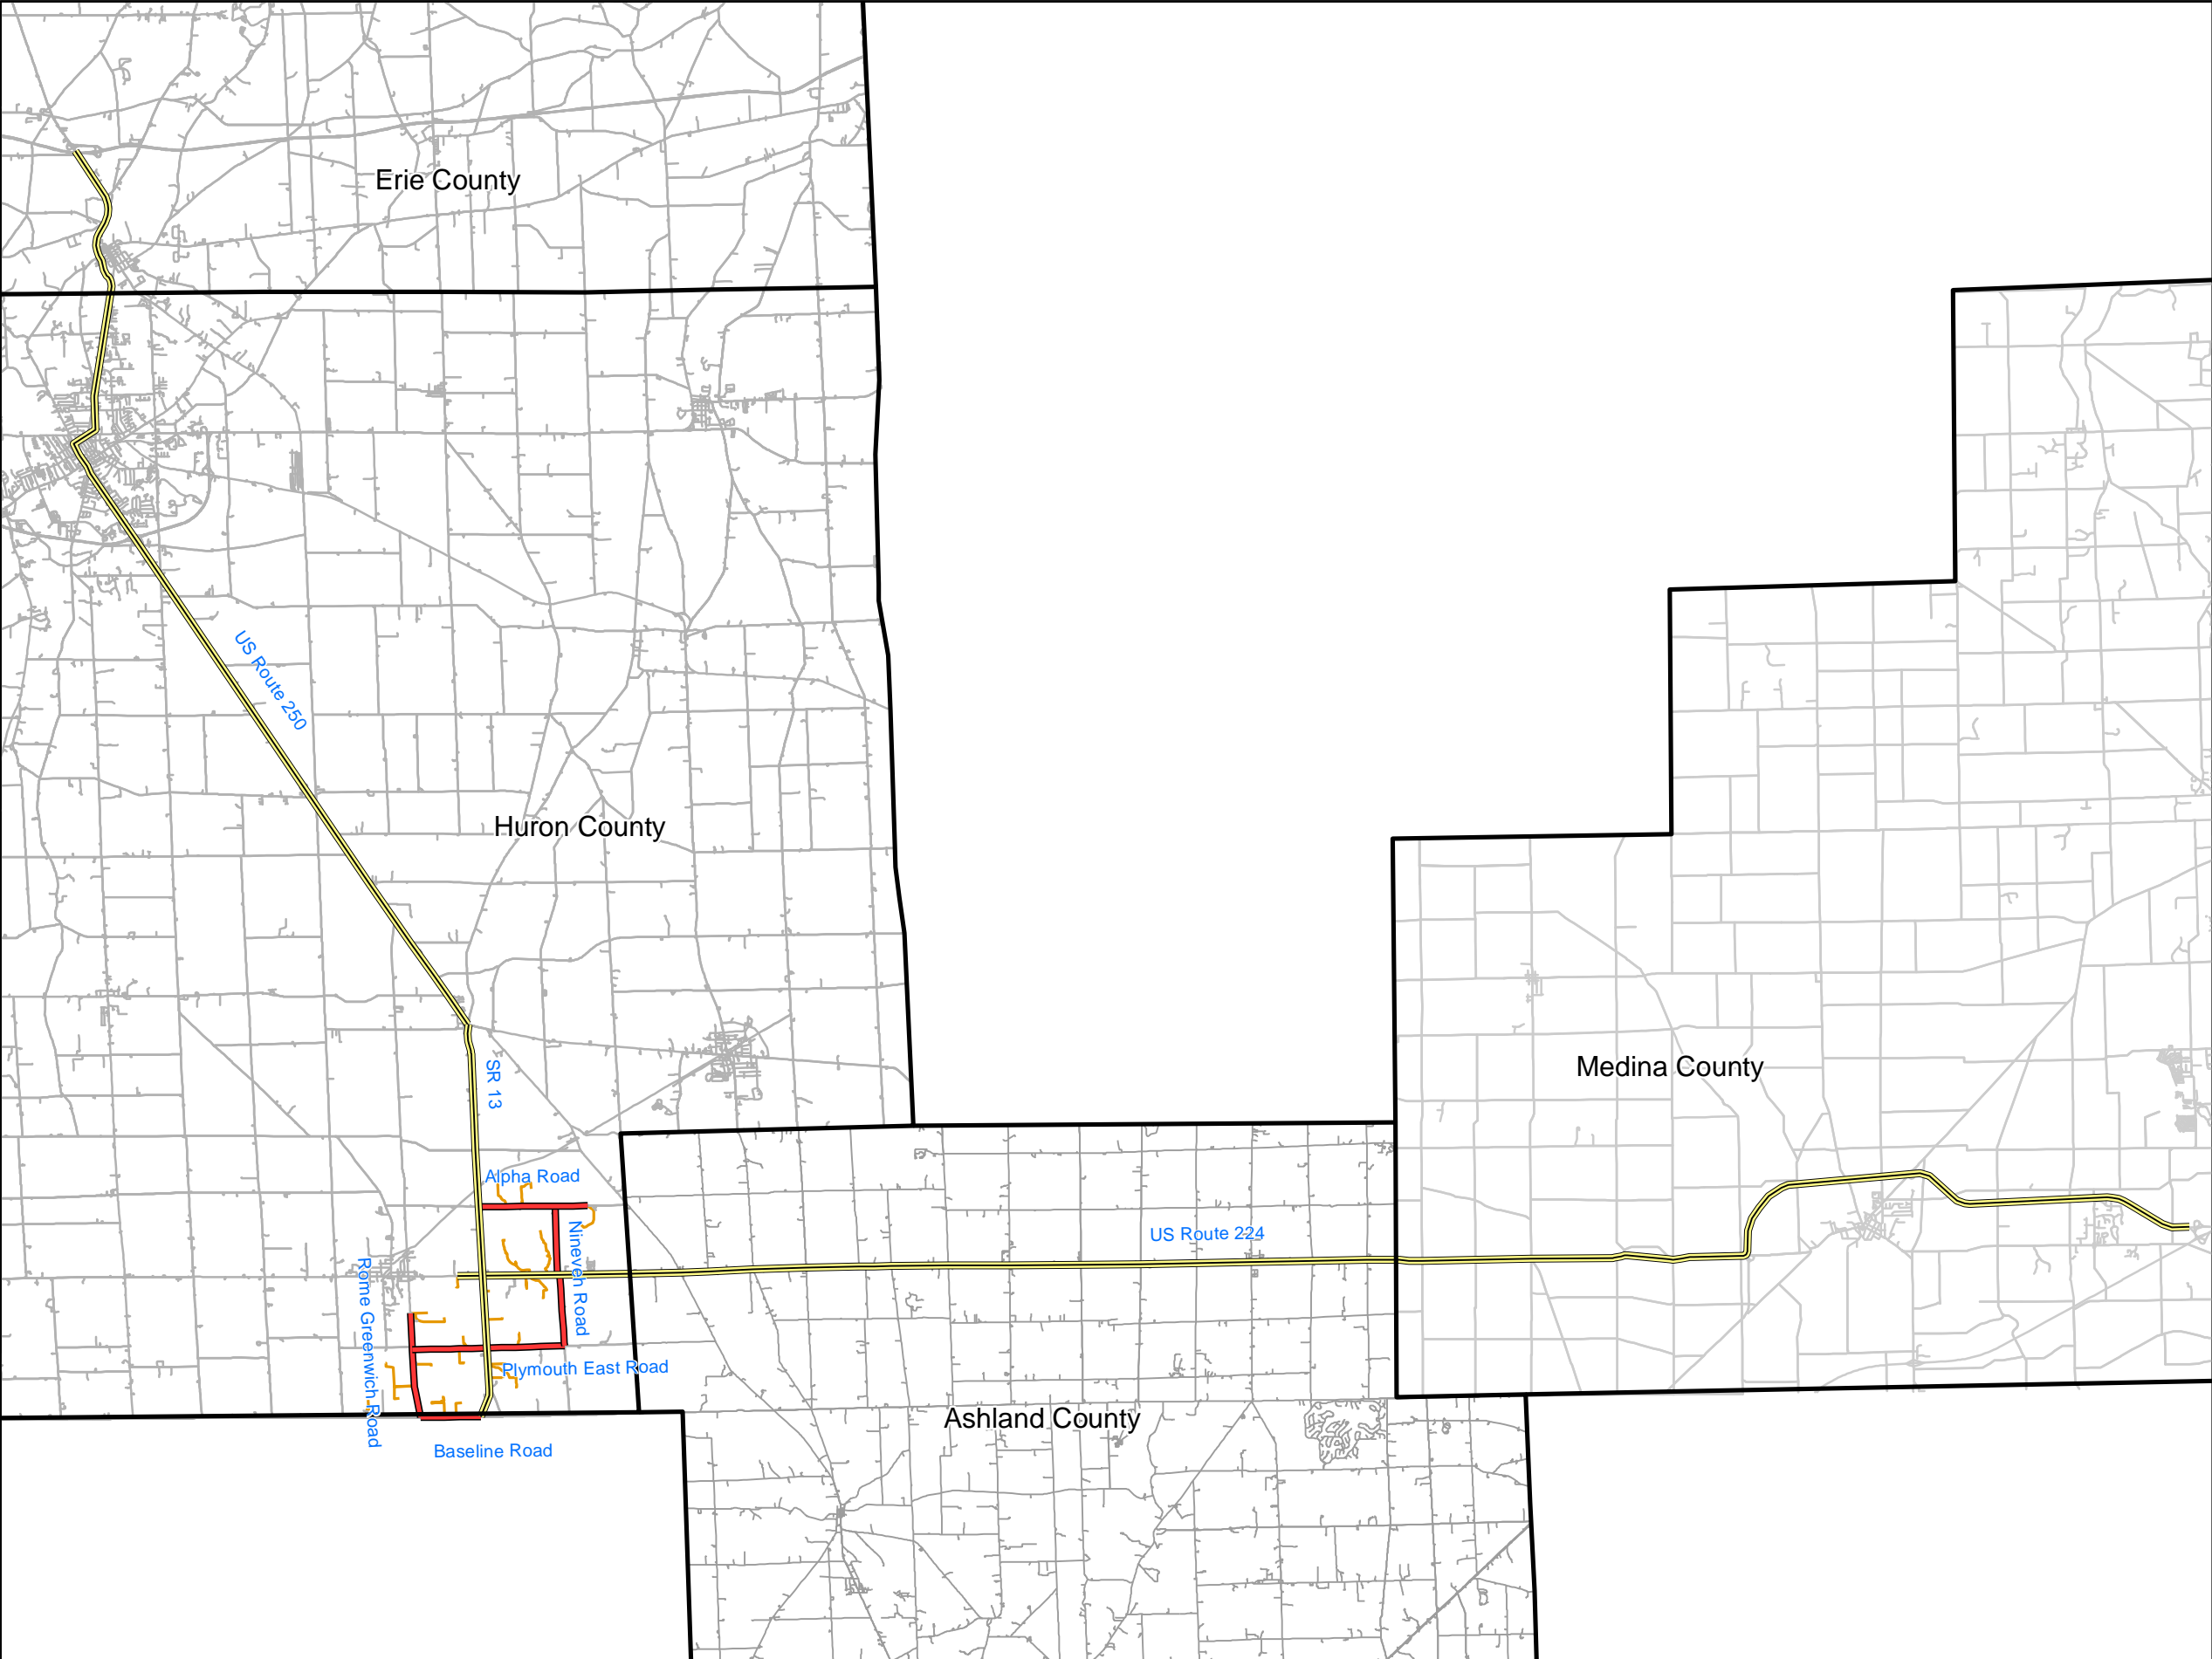 Erie County
US Route 250
Huron County
SR 13
Medina County
Alpha Road
Nineveh Road
US Route 224
Rome Greenwich Road
Plymouth East Road
Ashland County
Baseline Road